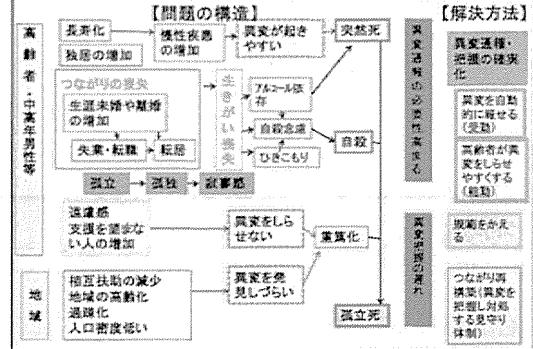 【問題の構造】
【解決方法】
高齢者・中高年男性等
長寿化
独居の増加
慢性疾患
の増加
異変が起き
やすい
突然死
つながりの喪失
生涯未婚や離婚
の増加
失業・転職
転居
生きがい喪失
アルコール依
存
自殺念慮
ひきこもり
自殺
孤立
孤独
遠慮感
支援を望まな
い人の増加
異変をしら
せない
重篤化
地域
相互扶助の減少
地域の高齢化
過疎化
人口密度低い
異変を発
見しづらい
孤立死
異変通報の必要性高まる
異変把握の遅れ
異変通報・
把握の確実
化
異変を自動
的に報せる
(受動)
高齢者が異
変をしらせ
やすくする
(能動)
規範をかえ
る
つながり再
構築(異変を
把握し対処
する見守り
体制)